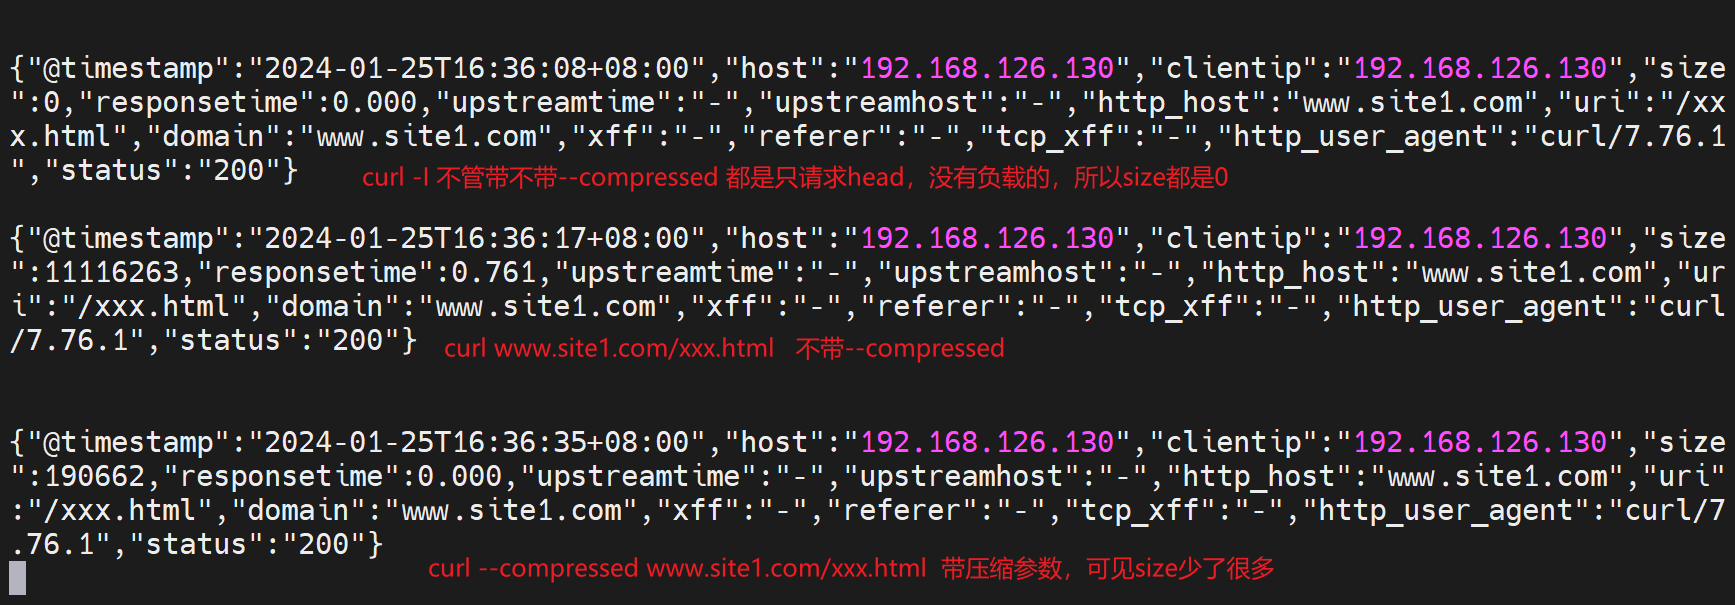 {"@timestamp":"2024-01-25T16:36:08+08:00","host":"192.168.126.130","clientip":"192.168.126.130","size
":0,"responsetime":0.000,"upstreamtime":"-","upstreamhost":"-","http_host":"www.site1.com","uri":"/xx
x.html","domain":"www.site1.com","xff":"-","referer":"-","tcp_xff":"-","http_user_agent":"curl/7.76.1
","status":"200"}
curl -I 不管带不带--compressed 都是只请求head，没有负载的，所以size都是0
{"@timestamp":"2024-01-25T16:36:17+08:00","host":"192.168.126.130","clientip":"192.168.126.130","size
":11116263,"responsetime":0.761,"upstreamtime":"-","upstreamhost":"-","http_host":"www.site1.com","ur
i":"/xxx.html","domain":"www.site1.com","xff":"-","referer":"-","tcp_xff":"-","http_user_agent":"curl
/7.76.1","status":"200"}
curl www.site1.com/xxx.html 不带--compressed
{"@timestamp":"2024-01-25T16:36:35+08:00","host":"192.168.126.130","clientip":"192.168.126.130","size
":190662,"responsetime":0.000,"upstreamtime":"-","upstreamhost":"-","http_host":"www.site1.com","uri"
:"/xxx.html","domain":"www.site1.com","xff":"-","referer":"-","tcp_xff":"-","http_user_agent":"curl/7
.76.1","status":"200"}
curl --compressed www.site1.com/xxx.html 带压缩参数，可见size少了很多